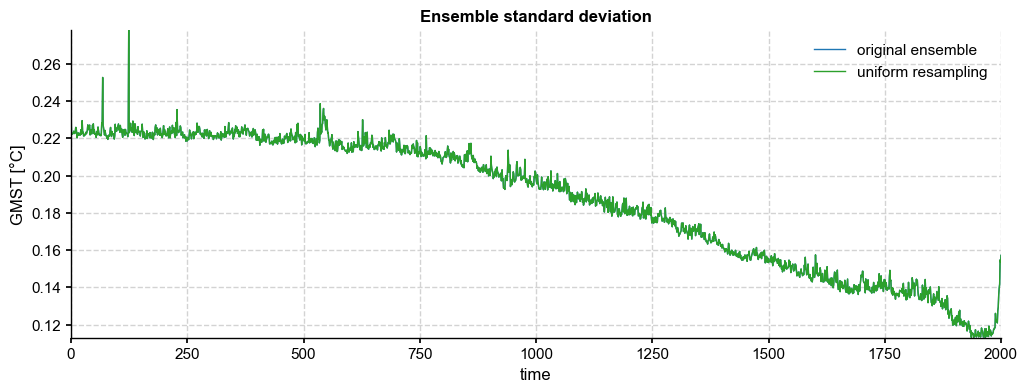 Ensemble standard deviation
original ensemble
uniform resampling
GMST [°C]
0.26
0.24
0.22
0.20
0.18
0.16
0.14
0.12
0 250 500 750 1000 1250 1500 1750 2000
time